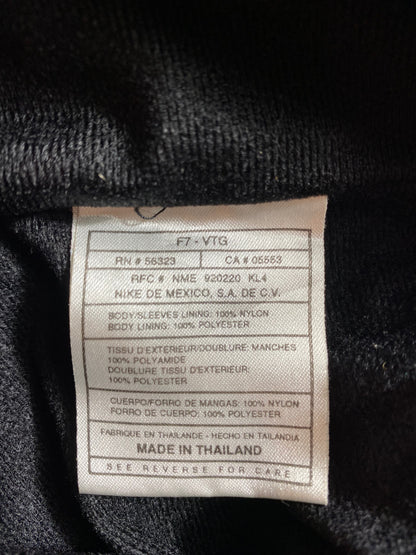 F7 - VTG
RN # 56323 CA # 05553
RFC # NME 920220 KL4
NIKE DE MEXICO, S.A. DE C.V.
BODY/SLEEVES LINING: 100% NYLON
BODY LINING: 100% POLYESTER
TISSU D'EXTERIEUR/DOUBLURE: MANCHES
100% POLYAMIDE
DOUBLURE TISSU D'EXTERIEUR:
100% POLYESTER
CUERPO/FORRO DE MANGAS: 100% NYLON
FORRO DE CUERPO: 100% POLYESTER
FABRIQUE EN THAILANDE - HECHO EN TAILANDIA
MADE IN THAILAND
SEE REVERSE FOR CARE